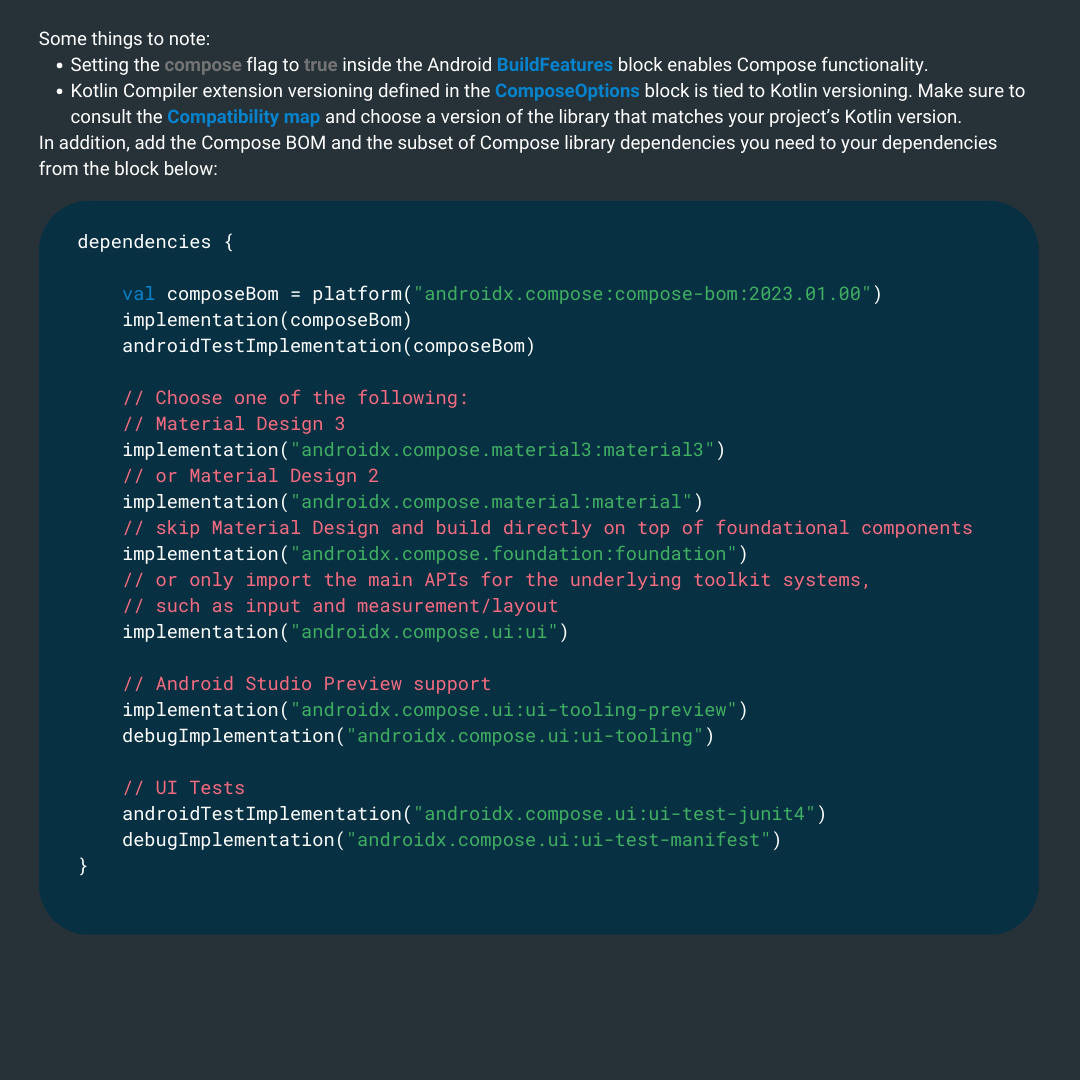 Some things to note:
• Setting the compose flag to true inside the Android BuildFeatures block enables Compose functionality.
• Kotlin Compiler extension versioning defined in the ComposeOptions block is tied to Kotlin versioning. Make sure to
consult the Compatibility map and choose a version of the library that matches your project’s Kotlin version.
In addition, add the Compose BOM and the subset of Compose library dependencies you need to your dependencies
from the block below:
dependencies {
val composeBom = platform("androidx.compose:compose-bom:2023.01.00")
implementation(composeBom)
androidTestImplementation(composeBom)
// Choose one of the following:
// Material Design 3
implementation("androidx.compose.material3:material3")
// or Material Design 2
implementation("androidx.compose.material:material")
// skip Material Design and build directly on top of foundational components
implementation("androidx.compose.foundation:foundation")
// or only import the main APIs for the underlying toolkit systems,
// such as input and measurement/layout
implementation("androidx.compose.ui:ui")
// Android Studio Preview support
implementation("androidx.compose.ui:ui-tooling-preview")
debugImplementation("androidx.compose.ui:ui-tooling")
// UI Tests
androidTestImplementation("androidx.compose.ui:ui-test-junit4")
debugImplementation("androidx.compose.ui:ui-test-manifest")
}